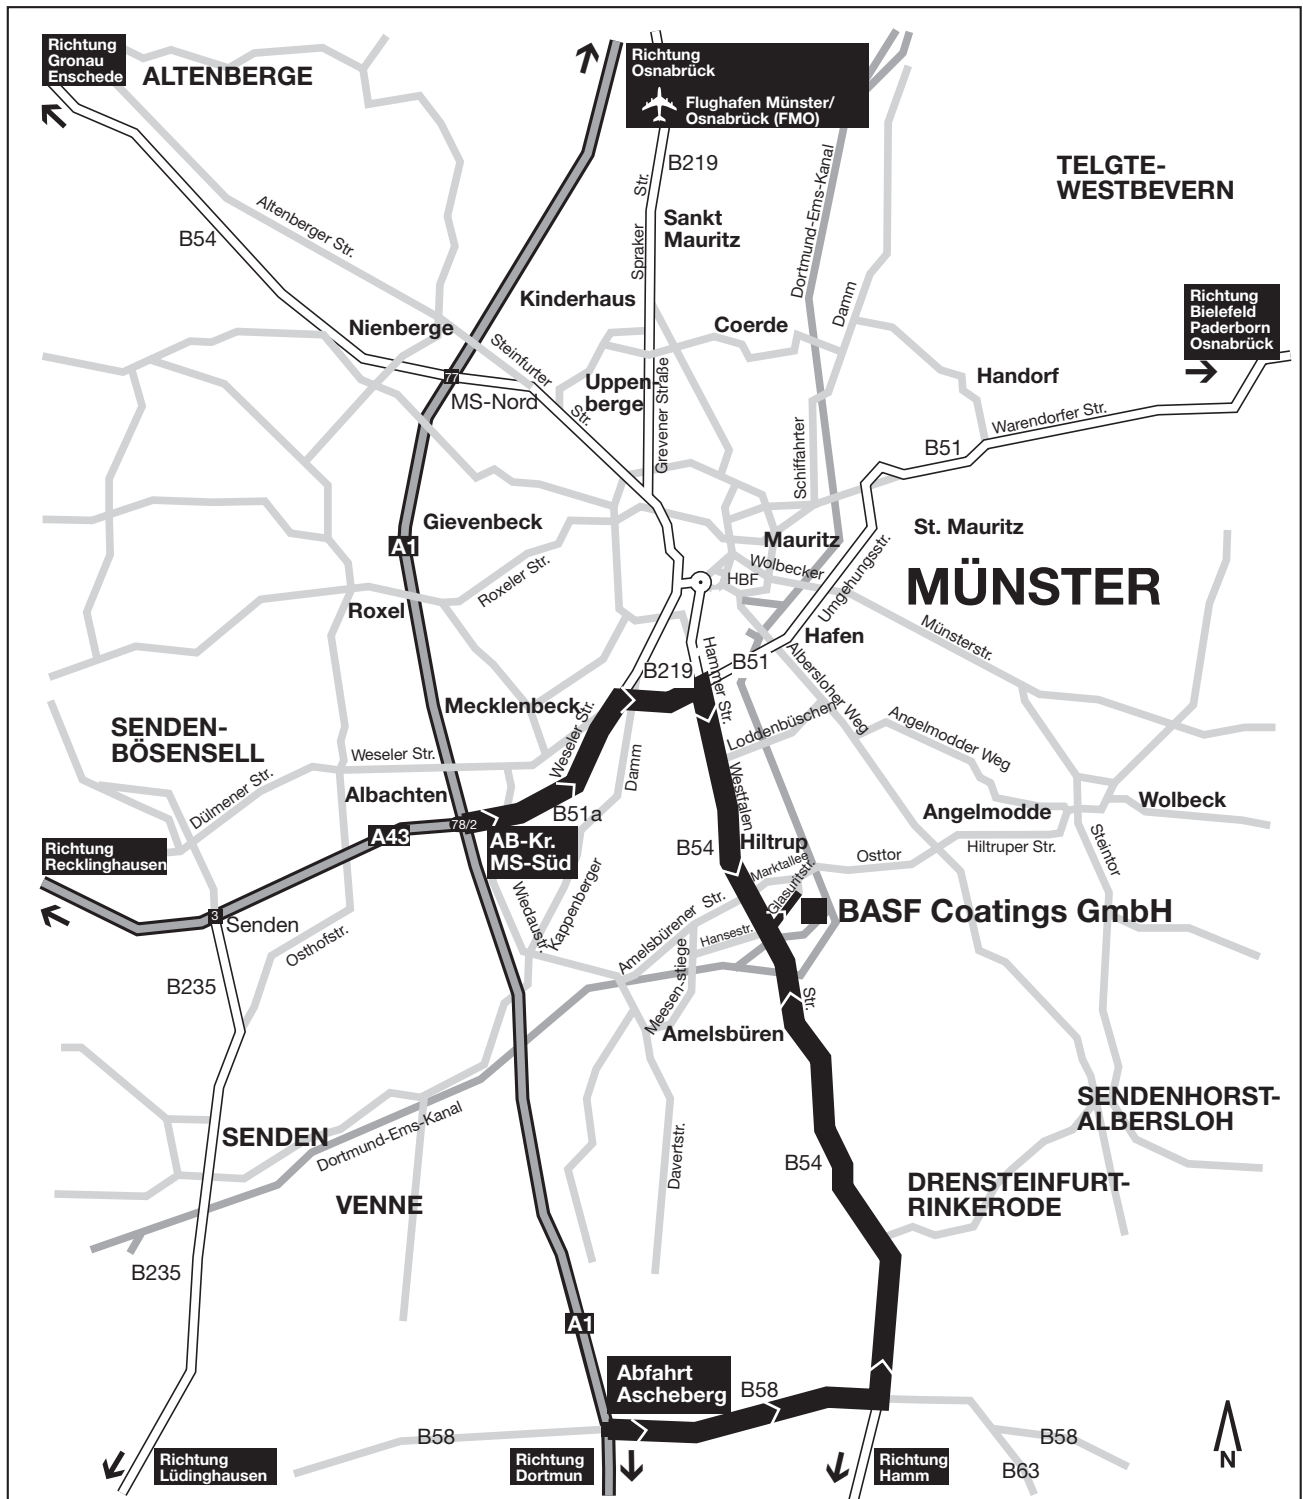 Richtung
Gronau
Enschede
ALTENBERGE
Richtung
Osnabrück
Flughafen Münster/
Osnabrück (FMO)
B219
TELGTE-
WESTBEVERN
Altenberger Str.
B54
Spraker Str.
Sankt
Mauritz
Dortmund-Ems-Kanal
Damm
Kinderhaus
Nienberge
Coerde
Richtung
Bielefeld
Paderborn
Osnabrück
Steinfurter Str.
77
MS-Nord
Uppen-
berge
Grevener Straße
Handorf
Warendorfer Str.
B51
Schiffahrter
Gievenbeck
A1
Mauritz
St. Mauritz
MÜNSTER
Wolbecker
HBF
Umgehungsstr.
Roxeler Str.
Roxel
Hafen
Münsterstr.
Hammer Str.
B219
B51
Albersloher Weg
Mecklenbeck
Weseler Str.
Loddenbüschen
Angelmodder Weg
SENDEN-
BÖSENSELL
Weseler Str.
Dülmener Str.
Damm
Westfalen
Albachten
78/2
B51a
Angelmodde
Wolbeck
A43
AB-Kr.
MS-Süd
B54
Hiltrup
Osttor
Hiltruper Str.
Steintor
Richtung
Recklinghausen
Marktallee
Glasuritstr.
3
Senden
Wiedaustr.
Kappenberger
Amelsbürener Str.
Hansestr.
BASF Coatings GmbH
Osthofstr.
B235
Meesen-stiege
Str.
Amelsbüren
SENDENHORST-
ALBERSLOH
SENDEN
Dortmund-Ems-Kanal
Davertstr.
B54
DRENSTEINFURT-
RINKERODE
VENNE
B235
A1
Abfahrt
Ascheberg
B58
B58
B58
B63
Richtung
Lüdinghausen
Richtung
Dortmun
Richtung
Hamm
N